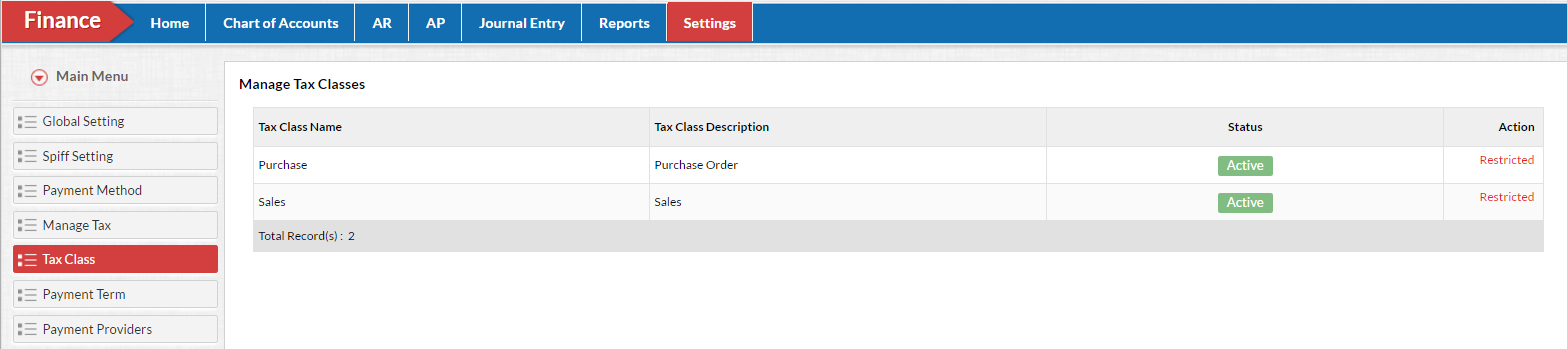 Finance Home Chart of Accounts AR AP Journal Entry Reports Settings
Main Menu
Global Setting
Spiff Setting
Payment Method
Manage Tax
Tax Class
Payment Term
Payment Providers
Manage Tax Classes
Tax Class Name Tax Class Description Status Action
Purchase Purchase Order Active Restricted
Sales Sales Active Restricted
Total Record(s) : 2